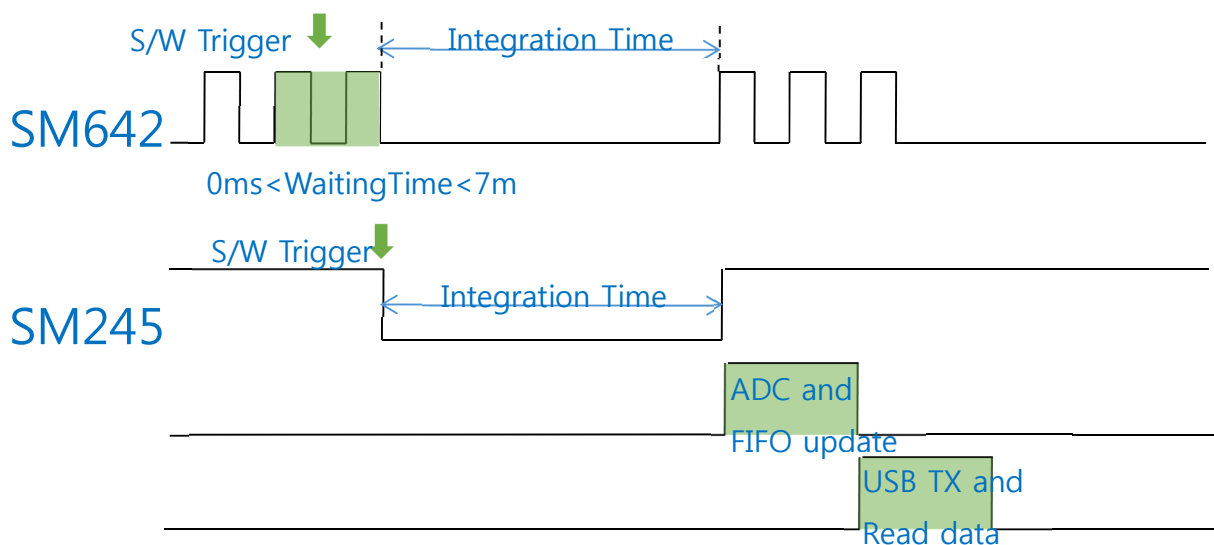 S/W Trigger
Integration Time
SM642
0ms<WaitingTime<7m
S/W Trigger
Integration Time
SM245
ADC and
FIFO update
USB TX and
Read data